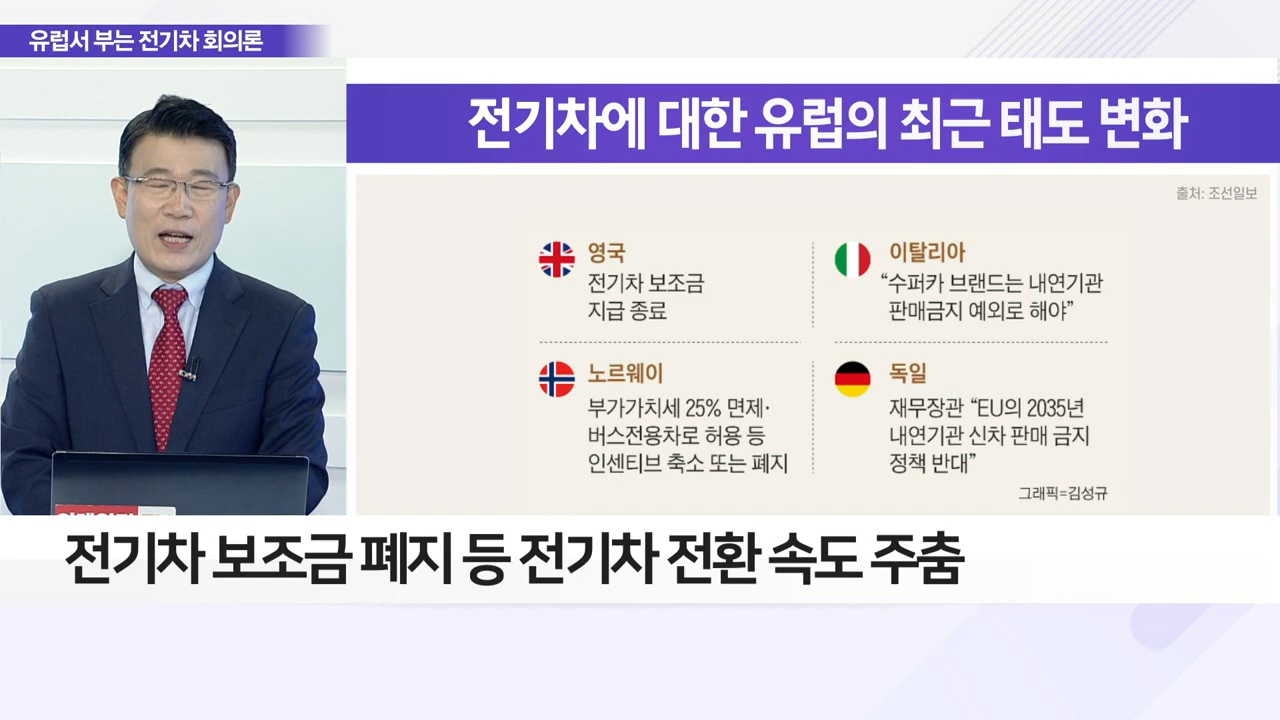 유럽서 부는 전기차 회의론
전기차에 대한 유럽의 최근 태도 변화
출처: 조선일보
영국
전기차 보조금
지급 종료
이탈리아
“수퍼카 브랜드는 내연기관
판매금지 예외로 해야”
노르웨이
부가가치세 25% 면제·
버스전용차로 허용 등
인센티브 축소 또는 폐지
독일
재무장관 “EU의 2035년
내연기관 신차 판매 금지
정책 반대”
그래픽=김성규
전기차 보조금 폐지 등 전기차 전환 속도 주춤